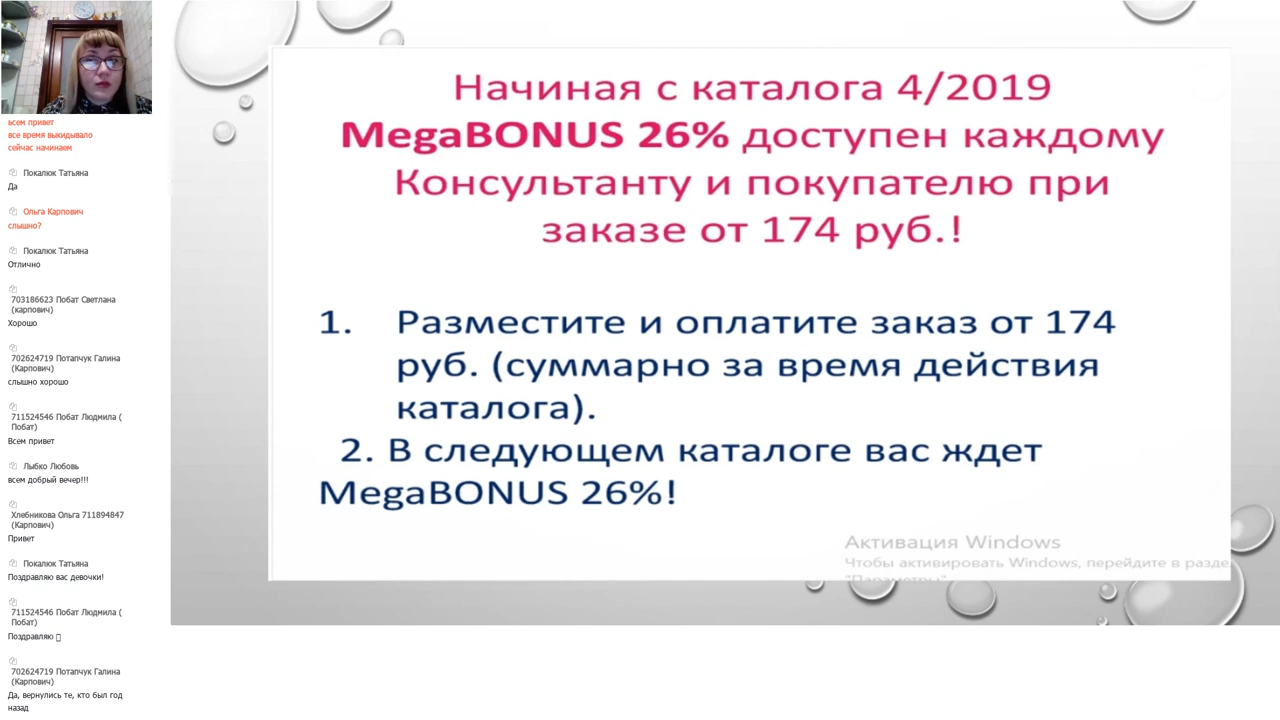 ьсем привет
все время выкидывало
сейчас начинаем
Покалюк Татьяна
Да
Ольга Карпович
слышно?
Покалюк Татьяна
Отлично
703186623 Побат Светлана
(карпович)
Хорошо
702624719 Потапчук Галина
(Карпович)
слышно хорошо
711524546 Побат Людмила (
Побат)
Всем привет
Лыбко Любовь
всем добрый вечер!!!
Хлебникова Ольга 711894847
(Карпович)
Привет
Покалюк Татьяна
Поздравляю вас девочки!
711524546 Побат Людмила (
Побат)
Поздравляю
702624719 Потапчук Галина
(Карпович)
Да, вернулись те, кто был год
назад
Начиная с каталога 4/2019
MegaBONUS 26% доступен каждому
Консультанту и покупателю при
заказе от 174 руб.!
1. Разместите и оплатите заказ от 174
руб. (суммарно за время действия
каталога).
2. В следующем каталоге вас ждет
MegaBONUS 26%!
Активация Windows
Чтобы активировать Windows, перейдите в разде
"Параметры"